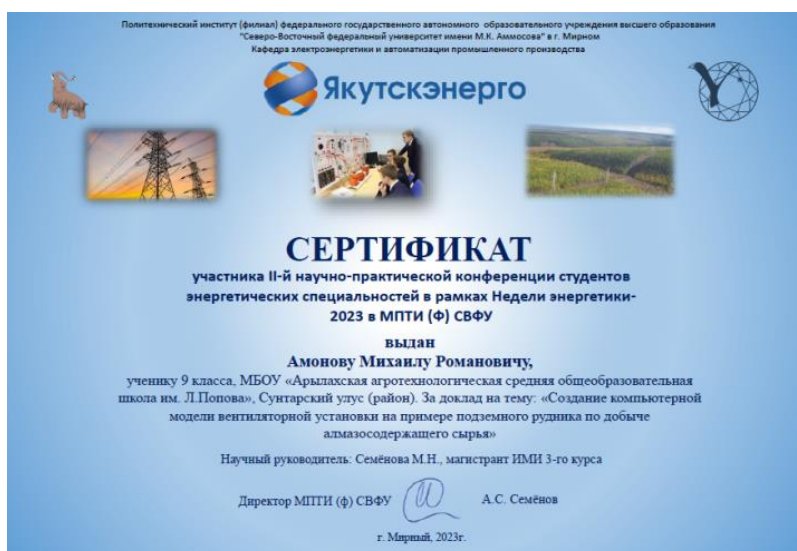 Политехнический институт (филиал) федерального государственного автономного образовательного учреждения высшего образования
"Северо-Восточный федеральный университет имени М.К. Аммосова" в г. Мирном
Кафедра электроэнергетики и автоматизации промышленного производства
Якутскэнерго
СЕРТИФИКАТ
участника II-й научно-практической конференции студентов
энергетических специальностей в рамках Недели энергетики-
2023 в МПТИ (Ф) СВФУ
выдан
Амонову Михаилу Романовичу,
ученику 9 класса, МБОУ «Арылахская агротехнологическая средняя общеобразовательная
школа им. Л.Попова», Сунтарский улус (район). За доклад на тему: «Создание компьютерной
модели вентиляторной установки на примере подземного рудника по добыче
алмазосодержащего сырья»
Научный руководитель: Семёнова М.Н., магистрант ИМИ 3-го курса
Директор МПТИ (ф) СВФУ А.С. Семёнов
г. Мирный, 2023г.